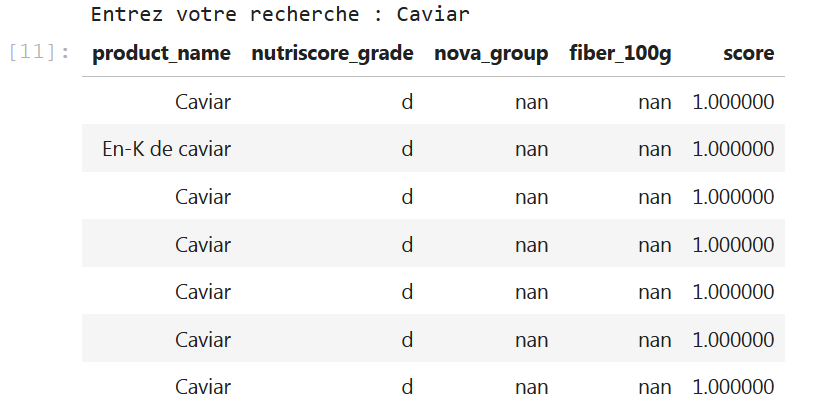 Entrez votre recherche : Caviar
[11]: product_name nutriscore_grade nova_group fiber_100g score
Caviar d nan nan 1.000000
En-K de caviar d nan nan 1.000000
Caviar d nan nan 1.000000
Caviar d nan nan 1.000000
Caviar d nan nan 1.000000
Caviar d nan nan 1.000000
Caviar d nan nan 1.000000